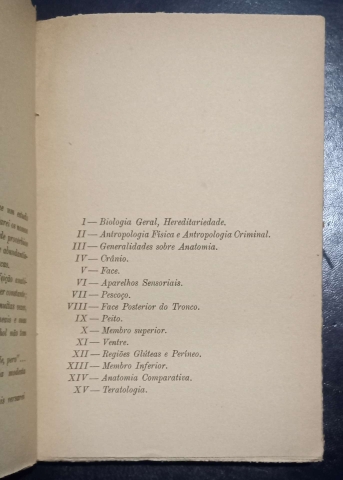 I — Biologia Geral, Hereditariedade.
II — Antropologia Física e Antropologia Criminal.
III — Generalidades sobre Anatomia.
IV — Crânio.
V — Face.
VI — Aparelhos Sensoriais.
VII — Pescoço.
VIII — Face Posterior do Tronco.
IX — Peito.
X — Membro superior.
XI — Ventre.
XII — Regiões Glúteas e Períneo.
XIII — Membro Inferior.
XIV — Anatomia Comparativa.
XV — Teratologia.